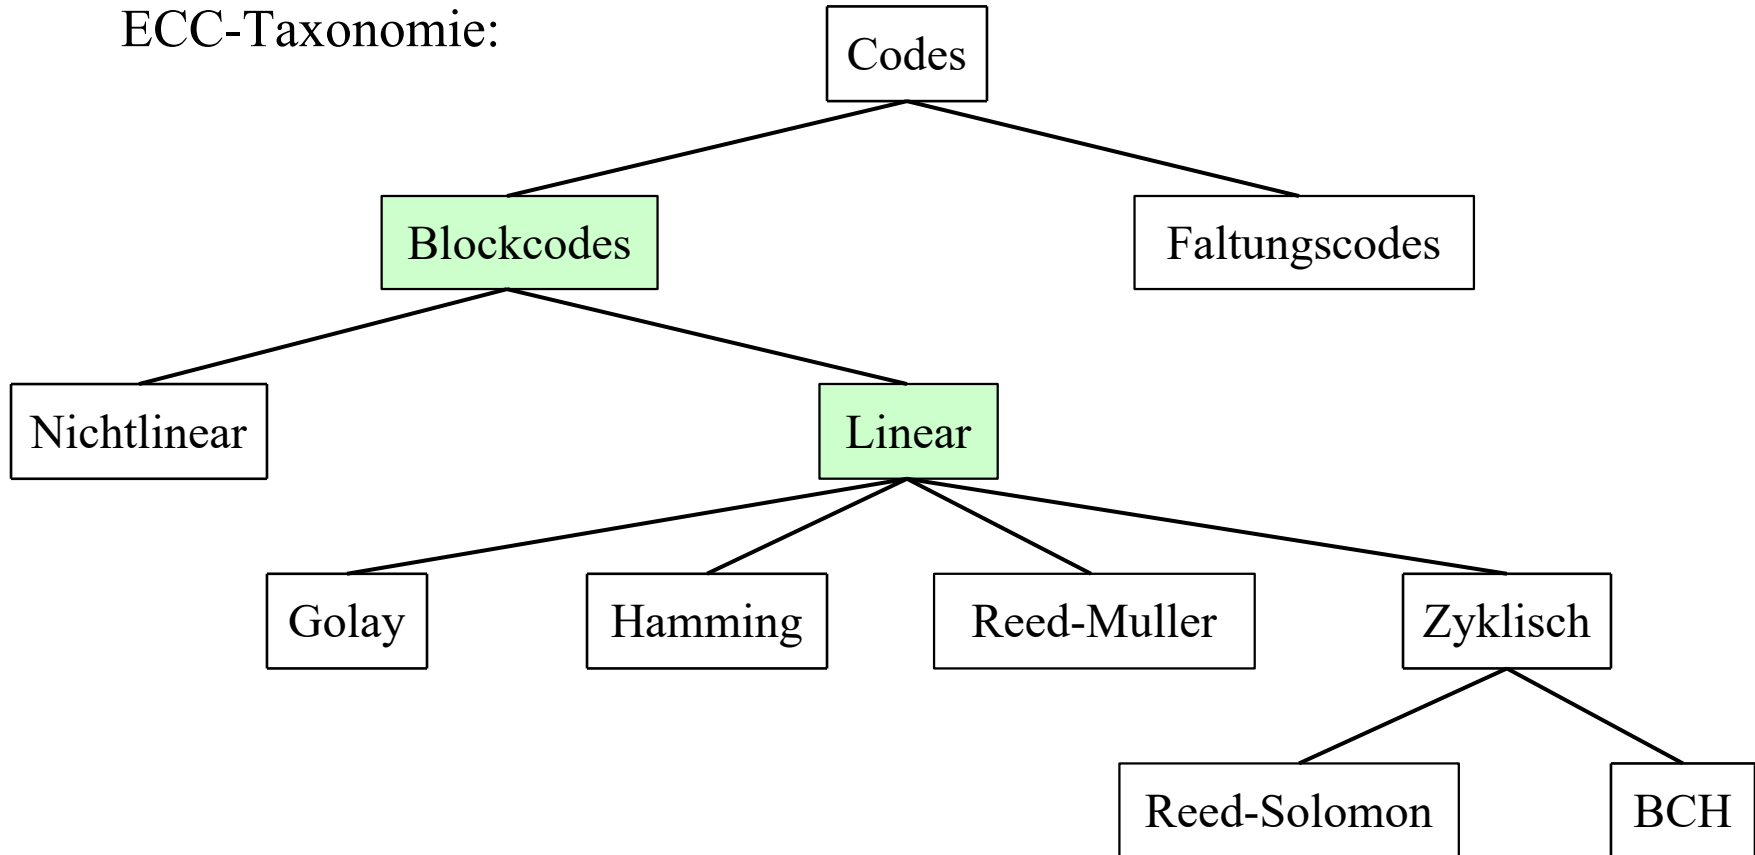 ECC-Taxonomie:
Codes
Blockcodes
Faltungscodes
Nichtlinear
Linear
Golay
Hamming
Reed-Muller
Zyklisch
Reed-Solomon
BCH